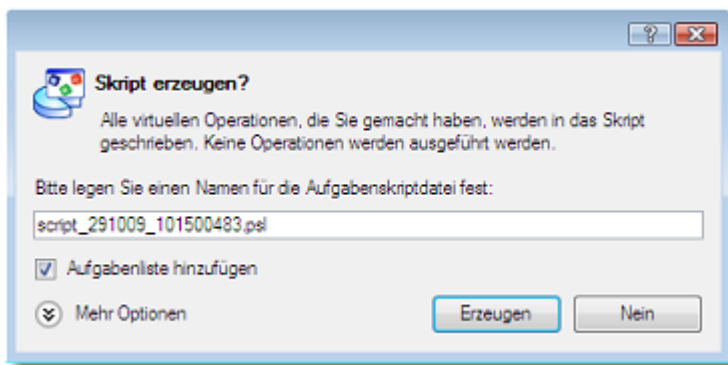 Skript erzeugen?
Alle virtuellen Operationen, die Sie gemacht haben, werden in das Skript
geschrieben. Keine Operationen werden ausgeführt werden.
Bitte legen Sie einen Namen für die Aufgabenskriptdatei fest:
script_291009_101500483.psl
Aufgabenliste hinzufügen
Mehr Optionen
Erzeugen
Nein